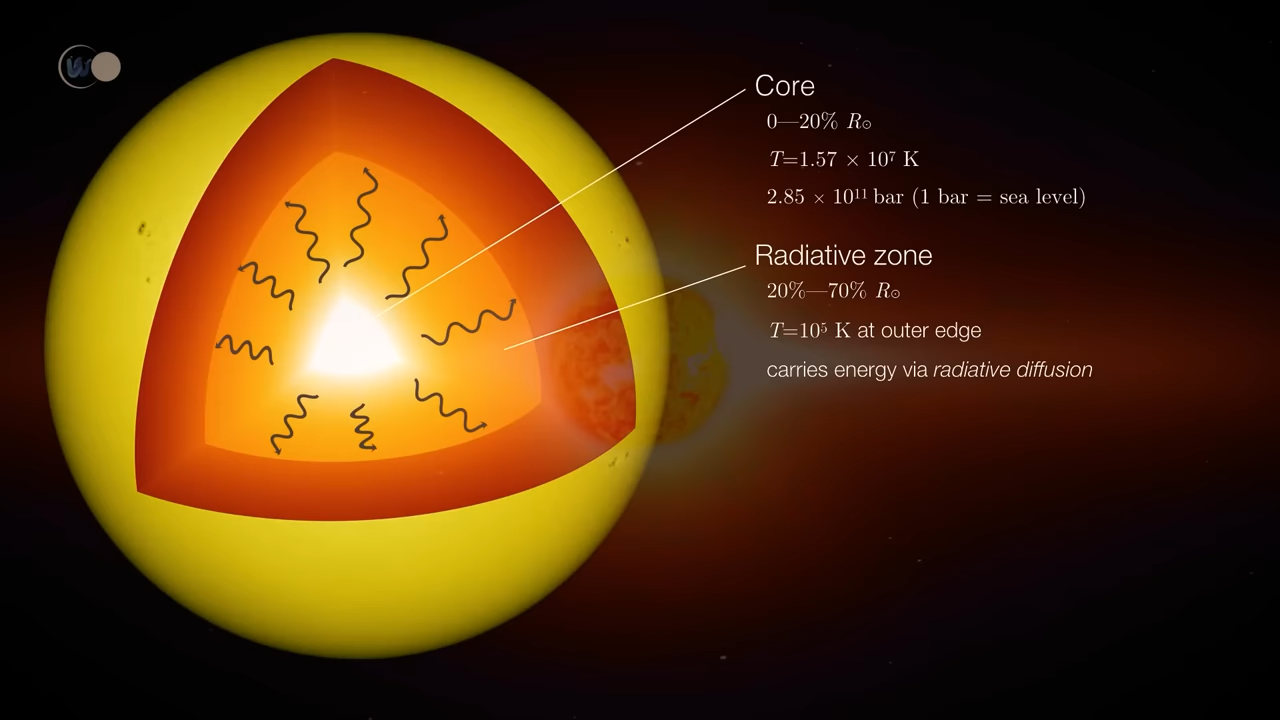 Core
0—20% R☉
T=1.57 × 10⁷ K
2.85 × 10¹¹ bar (1 bar = sea level)
Radiative zone
20%—70% R☉
T=10⁵ K at outer edge
carries energy via radiative diffusion